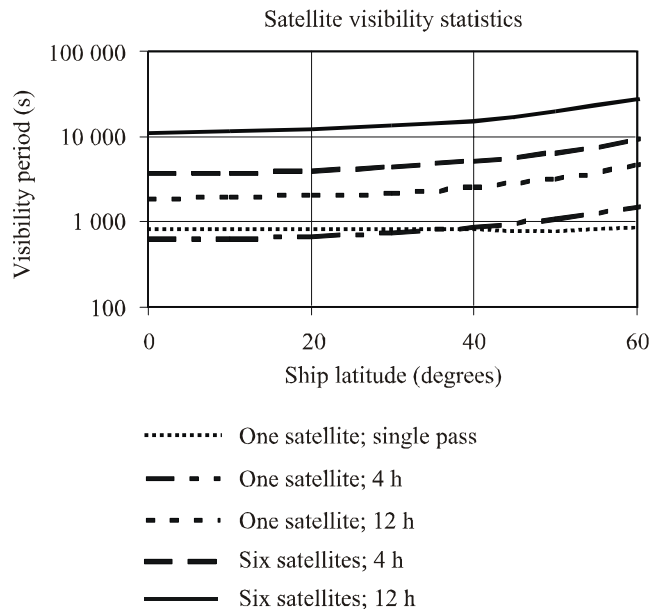 Satellite visibility statistics
100 000
10 000
1 000
100
Visibility period (s)
0 20 40 60
Ship latitude (degrees)
One satellite; single pass
One satellite; 4 h
One satellite; 12 h
Six satellites; 4 h
Six satellites; 12 h